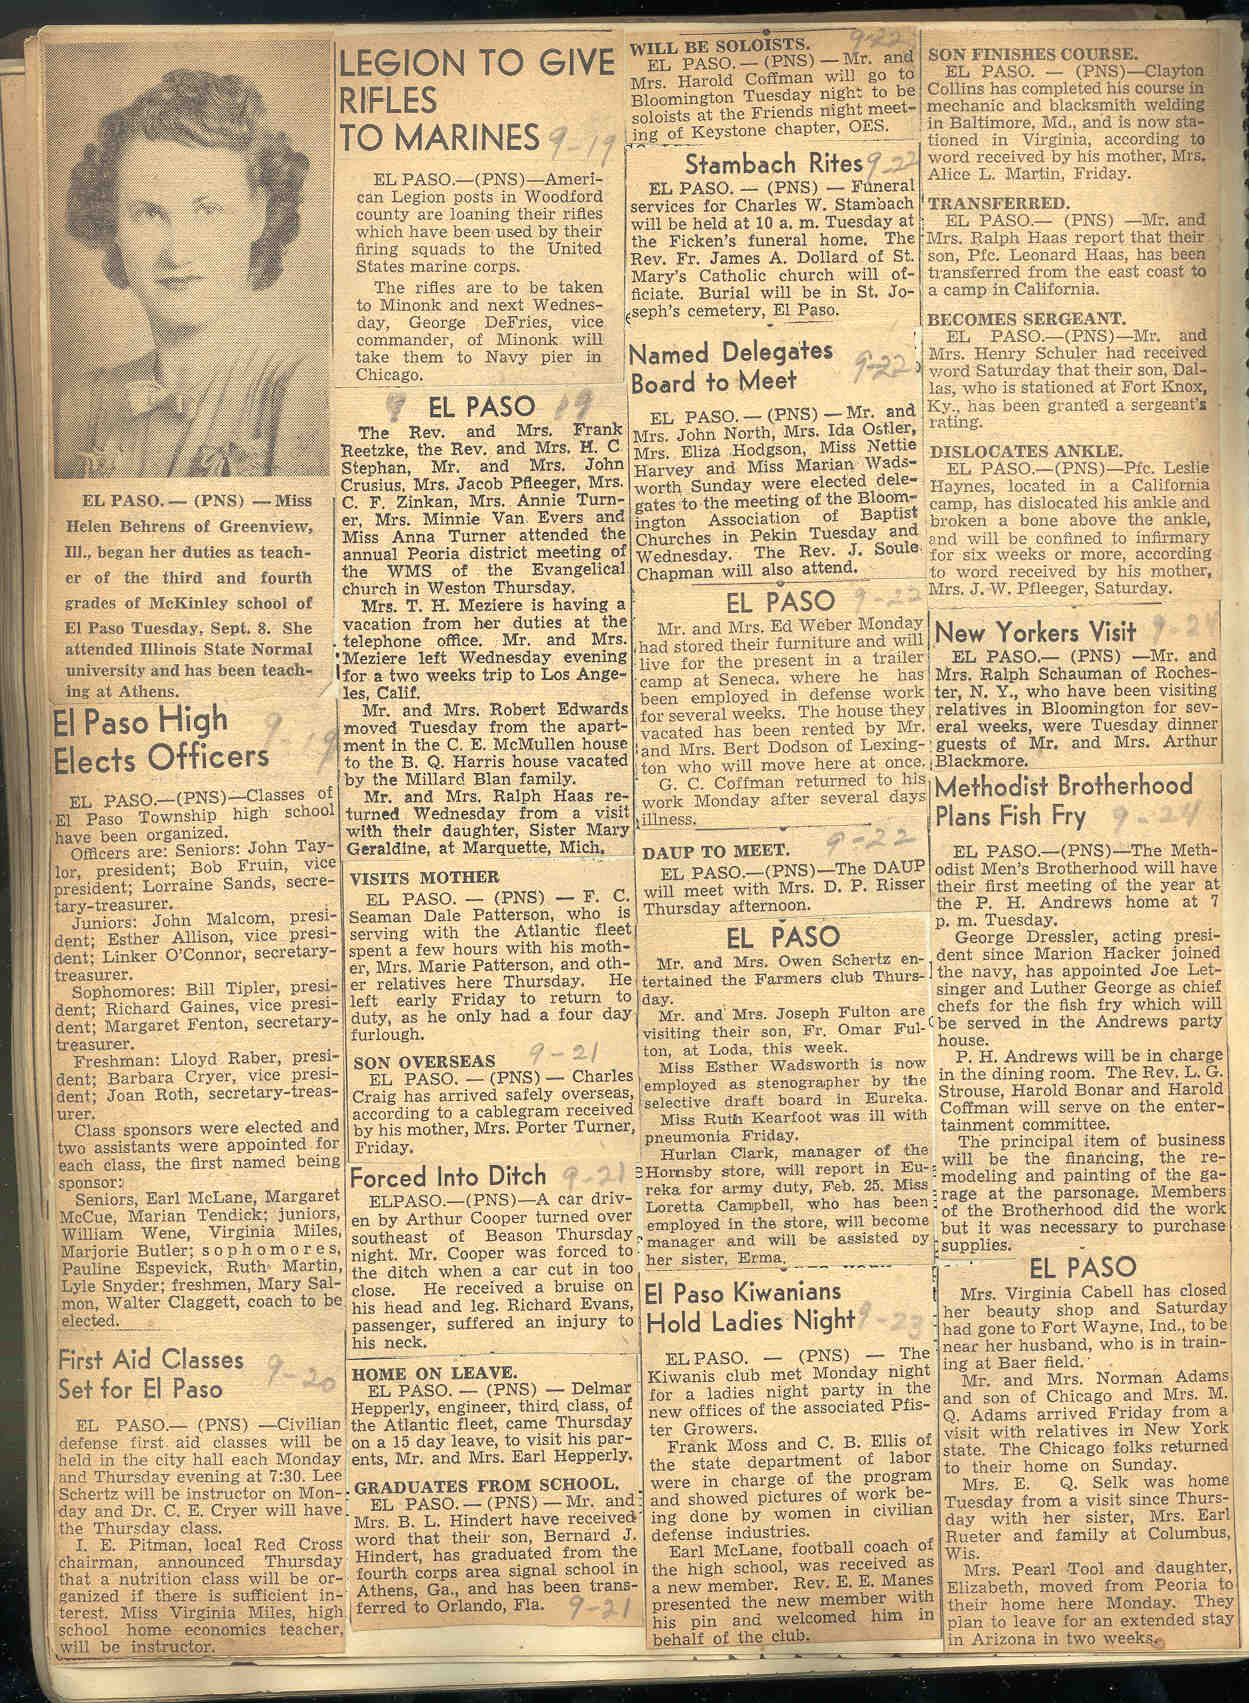 EL PASO.— (PNS) —Miss
Helen Behrens of Greenview,
Ill., began her duties as teach-
er of the third and fourth
grades of McKinley school of
El Paso Tuesday, Sept. 8. She
attended Illinois State Normal
university and has been teach-
ing at Athens.
El Paso High
Elects Officers
9-19
EL PASO.—(PNS)—Classes of
El Paso Township high school
have been organized.
Officers are: Seniors: John Tay-
lor, president; Bob Fruin, vice
president; Lorraine Sands, secre-
tary-treasurer.
Juniors: John Malcom, presi-
dent; Esther Allison, vice presi-
dent; Linker O'Connor, secretary-
treasurer.
Sophomores: Bill Tipler, presi-
dent; Richard Gaines, vice presi-
dent; Margaret Fenton, secretary-
treasurer.
Freshman: Lloyd Raber, presi-
dent; Barbara Cryer, vice presi-
dent; Joan Roth, secretary-treas-
urer.
Class sponsors were elected and
two assistants were appointed for
each class, the first named being
sponsor:
Seniors, Earl McLane, Margaret
McCue, Marian Tendick; juniors,
William Wene, Virginia Miles,
Marjorie Butler; sophomores,
Pauline Espevick, Ruth Martin,
Lyle Snyder; freshmen, Mary Sal-
mon, Walter Claggett, coach to be
elected.
First Aid Classes
Set for El Paso
9-20
EL PASO.— (PNS) —Civilian
defense first aid classes will be
held in the city hall each Monday
and Thursday evening at 7:30. Lee
Schertz will be instructor on Mon-
day and Dr. C. E. Cryer will have
the Thursday class.
I. E. Pitman, local Red Cross
chairman, announced Thursday
that a nutrition class will be or-
ganized if there is sufficient in-
terest. Miss Virginia Miles, high
school home economics teacher,
will be instructor.
LEGION TO GIVE
RIFLES
TO MARINES
9-19
EL PASO.—(PNS)—Ameri-
can Legion posts in Woodford
county are loaning their rifles
which have been used by their
firing squads to the United
States marine corps.
The rifles are to be taken
to Minonk and next Wednes-
day, George DeFries, vice
commander, of Minonk will
take them to Navy pier in
Chicago.
9 EL PASO 19
The Rev. and Mrs. Frank
Reetzke, the Rev. and Mrs. H. C.
Stephan, Mr. and Mrs. John
Crusius, Mrs. Jacob Pfleeger, Mrs.
C. F. Zinkan, Mrs. Annie Turn-
er, Mrs. Minnie Van Evers and
Miss Anna Turner attended the
annual Peoria district meeting of
the WMS of the Evangelical
church in Weston Thursday.
Mrs. T. H. Meziere is having a
vacation from her duties at the
telephone office. Mr. and Mrs.
Meziere left Wednesday evening
for a two weeks trip to Los Ange-
les, Calif.
Mr. and Mrs. Robert Edwards
moved Tuesday from the apart-
ment in the C. E. McMullen house
to the B. Q. Harris house vacated
by the Millard Blan family.
Mr. and Mrs. Ralph Haas re-
turned Wednesday from a visit
with their daughter, Sister Mary
Geraldine, at Marquette, Mich.
VISITS MOTHER
EL PASO. — (PNS) — F. C.
Seaman Dale Patterson, who is
serving with the Atlantic fleet
spent a few hours with his moth-
er, Mrs. Marie Patterson, and oth-
er relatives here Thursday. He
left early Friday to return to
duty, as he only had a four day
furlough.
SON OVERSEAS
9-21
EL PASO. — (PNS) — Charles
Craig has arrived safely overseas,
according to a cablegram received
by his mother, Mrs. Porter Turner,
Friday.
Forced Into Ditch
9-21
ELPASO.—(PNS)—A car driv-
en by Arthur Cooper turned over
southeast of Beason Thursday
night. Mr. Cooper was forced to
the ditch when a car cut in too
close. He received a bruise on
his head and leg. Richard Evans,
passenger, suffered an injury to
his neck.
HOME ON LEAVE.
EL PASO. — (PNS) — Delmar
Hepperly, engineer, third class, of
the Atlantic fleet, came Thursday
on a 15 day leave, to visit his par-
ents, Mr. and Mrs. Earl Hepperly.
GRADUATES FROM SCHOOL.
EL PASO.—(PNS)—Mr. and
Mrs. B. L. Hindert have received
word that their son, Bernard J.
Hindert, has graduated from the
fourth corps area signal school in
Athens, Ga., and has been trans-
ferred to Orlando, Fla.
9-21
WILL BE SOLOISTS.
9-22
EL PASO.—(PNS)—Mr. and
Mrs. Harold Coffman will go to
Bloomington Tuesday night to be
soloists at the Friends night meet-
ing of Keystone chapter, OES.
Stambach Rites
9-22
EL PASO. — (PNS) — Funeral
services for Charles W. Stambach
will be held at 10 a. m. Tuesday at
the Ficken's funeral home. The
Rev. Fr. James A. Dollard of St.
Mary's Catholic church will of-
ficiate. Burial will be in St. Jo-
seph's cemetery, El Paso.
Named Delegates
Board to Meet
9-22
EL PASO.—(PNS)—Mr. and
Mrs. John North, Mrs. Ida Ostler,
Mrs. Eliza Hodgson, Miss Nettie
Harvey and Miss Marian Wads-
worth Sunday were elected dele-
gates to the meeting of the Bloom-
ington Association of Baptist
Churches in Pekin Tuesday and
Wednesday. The Rev. J. Soule
Chapman will also attend.
EL PASO
9-22
Mr. and Mrs. Ed Weber Monday
had stored their furniture and will
live for the present in a trailer
camp at Seneca, where he has
been employed in defense work
for several weeks. The house they
vacated has been rented by Mr.
and Mrs. Bert Dodson of Lexing-
ton who will move here at once.
G. C. Coffman returned to his
work Monday after several days
illness.
9-22
DAUP TO MEET.
EL PASO.—(PNS)—The DAUP
will meet with Mrs. D. P. Risser
Thursday afternoon.
EL PASO
Mr. and Mrs. Owen Schertz en-
tertained the Farmers club Thurs-
day.
Mr. and Mrs. Joseph Fulton are
visiting their son, Fr. Omar Ful-
ton, at Loda, this week.
Miss Esther Wadsworth is now
employed as stenographer by the
selective draft board in Eureka.
Miss Ruth Kearfoot was ill with
pneumonia Friday.
Hurlan Clark, manager of the
Hornsby store, will report in Eu-
reka for army duty, Feb. 25. Miss
Loretta Campbell, who has been
employed in the store, will become
manager and will be assisted by
her sister, Erma.
El Paso Kiwanians
Hold Ladies Night
9-23
EL PASO. — (PNS) — The
Kiwanis club met Monday night
for a ladies night party in the
new offices of the associated Pfis-
ter Growers.
Frank Moss and C. B. Ellis of
the state department of labor
were in charge of the program
and showed pictures of work be-
ing done by women in civilian
defense industries.
Earl McLane, football coach of
the high school, was received as
a new member. Rev. E. E. Manes
presented the new member with
his pin and welcomed him in
behalf of the club.
SON FINISHES COURSE.
EL PASO. — (PNS)—Clayton
Collins has completed his course in
mechanic and blacksmith welding
in Baltimore, Md., and is now sta-
tioned in Virginia, according to
word received by his mother, Mrs.
Alice L. Martin, Friday.
TRANSFERRED.
EL PASO.— (PNS) —Mr. and
Mrs. Ralph Haas report that their
son, Pfc. Leonard Haas, has been
transferred from the east coast to
a camp in California.
BECOMES SERGEANT.
EL PASO.—(PNS)—Mr. and
Mrs. Henry Schuler had received
word Saturday that their son, Dal-
las, who is stationed at Fort Knox,
Ky., has been granted a sergeant's
rating.
DISLOCATES ANKLE.
EL PASO.—(PNS)—Pfc. Leslie
Haynes, located in a California
camp, has dislocated his ankle and
broken a bone above the ankle,
and will be confined to infirmary
for six weeks or more, according
to word received by his mother,
Mrs. J. W. Pfleeger, Saturday.
New Yorkers Visit
9-24
EL PASO.— (PNS) —Mr. and
Mrs. Ralph Schauman of Roches-
ter, N. Y., who have been visiting
relatives in Bloomington for sev-
eral weeks, were Tuesday dinner
guests of Mr. and Mrs. Arthur
Blackmore.
Methodist Brotherhood
Plans Fish Fry
9-24
EL PASO.—(PNS)—The Meth-
odist Men's Brotherhood will have
their first meeting of the year at
the P. H. Andrews home at 7
p. m. Tuesday.
George Dressler, acting presi-
dent since Marion Hacker joined
the navy, has appointed Joe Let-
singer and Luther George as chief
chefs for the fish fry which will
be served in the Andrews party
house.
P. H. Andrews will be in charge
in the dining room. The Rev. L. G.
Strouse, Harold Bonar and Harold
Coffman will serve on the enter-
tainment committee.
The principal item of business
will be the financing, the re-
modeling and painting of the ga-
rage at the parsonage. Members
of the Brotherhood did the work
but it was necessary to purchase
supplies.
EL PASO
Mrs. Virginia Cabell has closed
her beauty shop and Saturday
had gone to Fort Wayne, Ind., to be
near her husband, who is in train-
ing at Baer field.
Mr. and Mrs. Norman Adams
and son of Chicago and Mrs. M.
Q. Adams arrived Friday from a
visit with relatives in New York
state. The Chicago folks returned
to their home on Sunday.
Mrs. E. Q. Selk was home
Tuesday from a visit since Thurs-
day with her sister, Mrs. Earl
Rueter and family at Columbus,
Wis.
Mrs. Pearl Tool and daughter,
Elizabeth, moved from Peoria to
their home here Monday. They
plan to leave for an extended stay
in Arizona in two weeks.